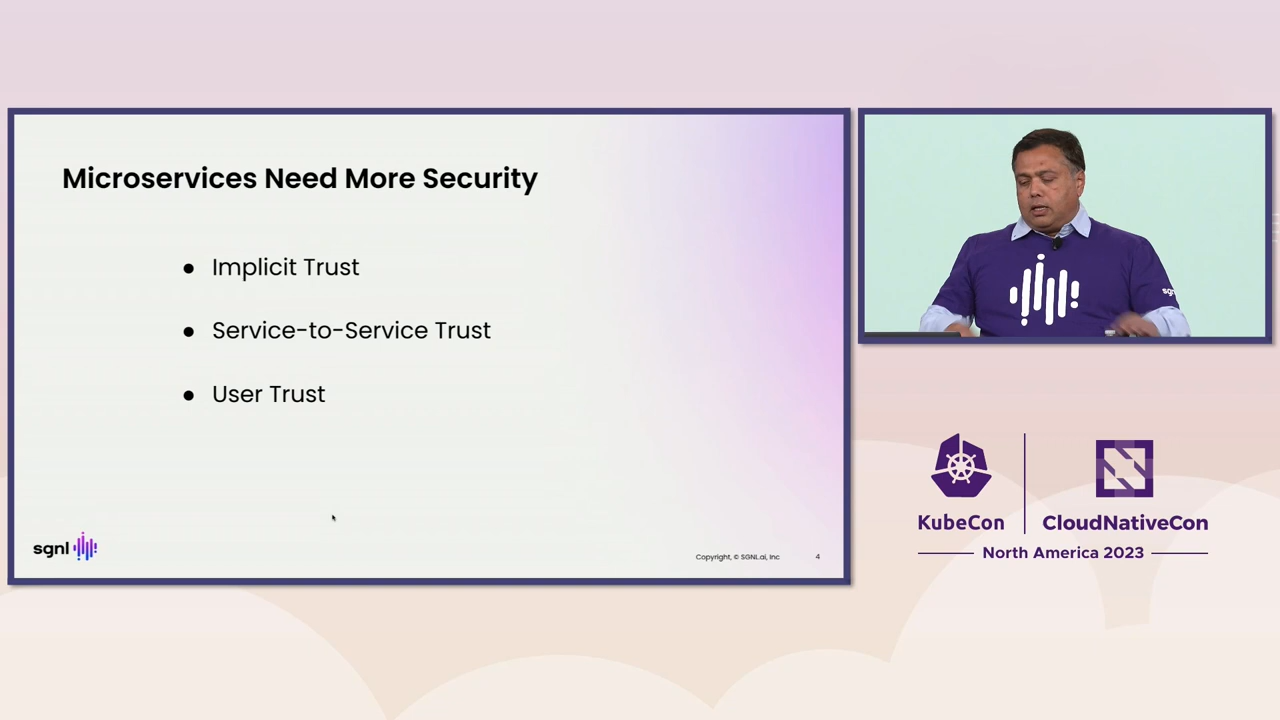 Microservices Need More Security
● Implicit Trust
● Service-to-Service Trust
● User Trust
sgnl
Copyright, © SGNL.ai, Inc
4
sgnl
KubeCon
CloudNativeCon
North America 2023